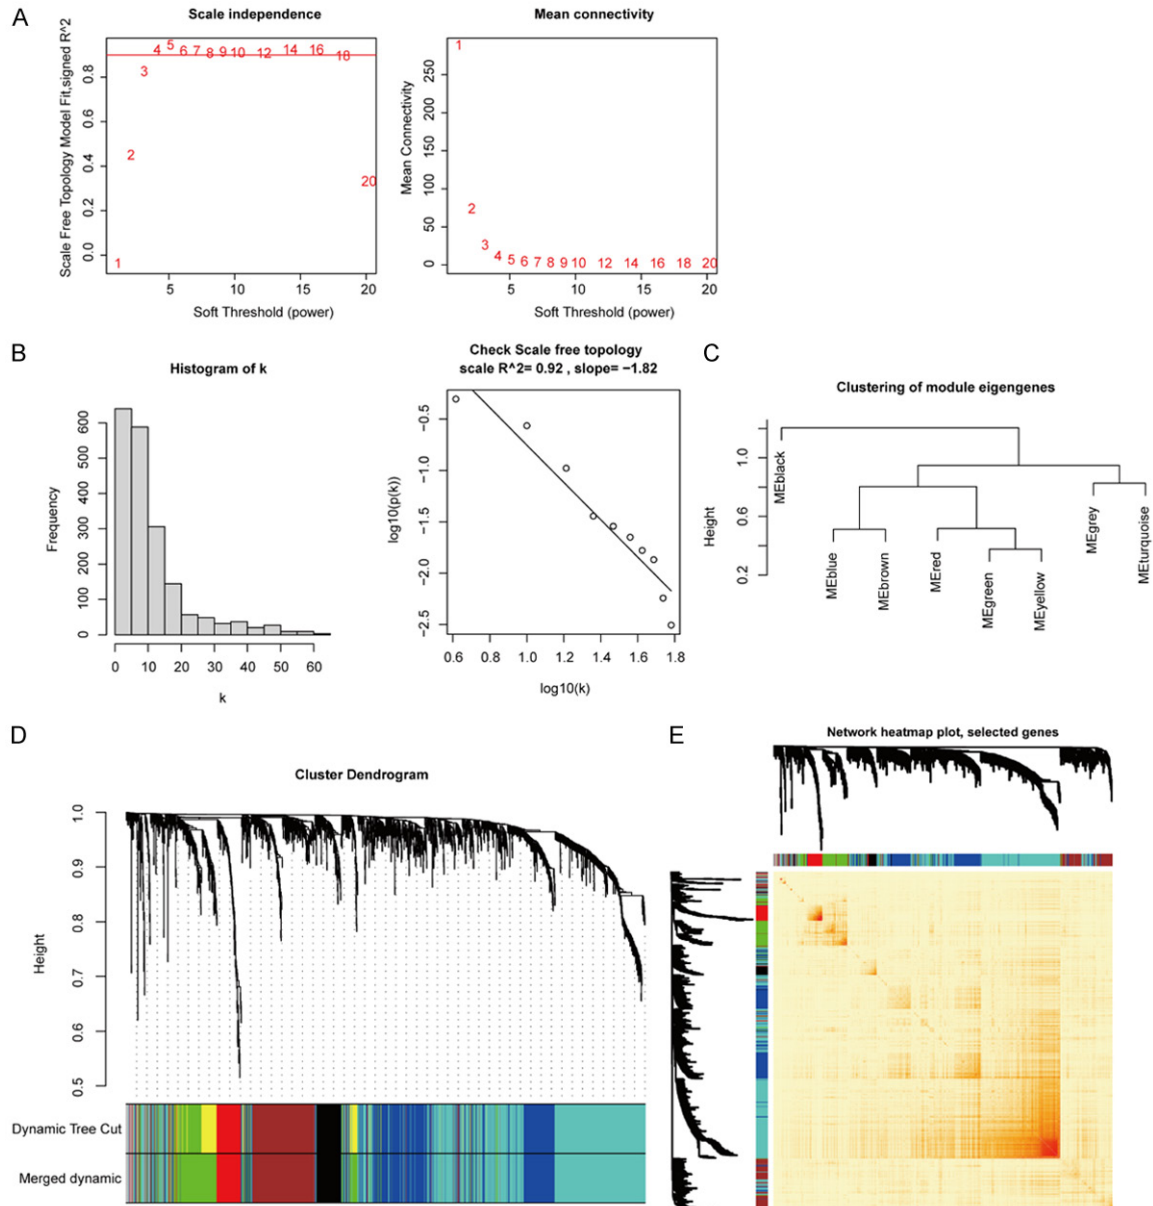 A
Scale independence
Scale Free Topology Model Fit,signed R^2
0.0 0.2 0.4 0.6 0.8
1 2 3 4 5 6 7 8 9 10 12 14 16 18 20
5 10 15 20
Soft Threshold (power)
Mean connectivity
Mean Connectivity
0 50 100 150 200 250
1 2 3 4 5 6 7 8 9 10 12 14 16 18 20
5 10 15 20
Soft Threshold (power)
B
Histogram of k
Frequency
0 100 200 300 400 500 600
0 10 20 30 40 50 60
k
Check Scale free topology
scale R^2= 0.92 , slope= −1.82
log10(p(k))
−2.5 −2.0 −1.5 −1.0 −0.5
0.6 0.8 1.0 1.2 1.4 1.6 1.8
log10(k)
C
Clustering of module eigengenes
Height
0.2 0.6 1.0
MEblack
MEblue
MEbrown
MEred
MEgreen
MEyellow
MEgrey
MEturquoise
D
Cluster Dendrogram
Height
0.5 0.6 0.7 0.8 0.9 1.0
Dynamic Tree Cut
Merged dynamic
E
Network heatmap plot, selected genes